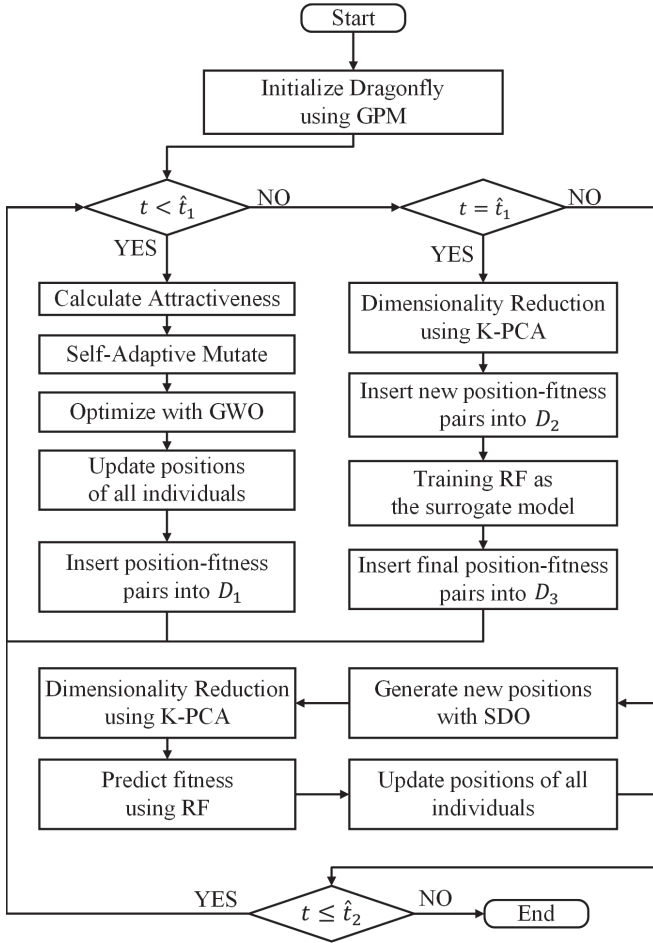 Start
Initialize Dragonfly
using GPM
t < t̂₁
NO
t = t̂₁
NO
YES
YES
Calculate Attractiveness
Self-Adaptive Mutate
Optimize with GWO
Update positions
of all individuals
Insert position-fitness
pairs into D₁
Dimensionality Reduction
using K-PCA
Insert new position-fitness
pairs into D₂
Training RF as
the surrogate model
Insert final position-fitness
pairs into D₃
Dimensionality Reduction
using K-PCA
Generate new positions
with SDO
Predict fitness
using RF
Update positions of all
individuals
YES
t ≤ t̂₂
NO
End